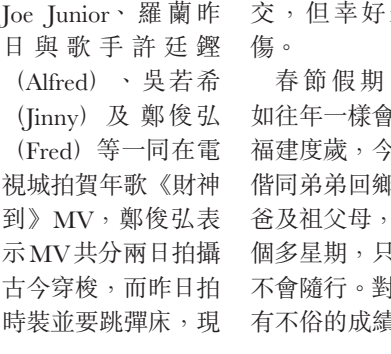 Joe Junior、羅蘭昨
日與歌手許廷鏗
（Alfred）、吳若希
（Jinny）及鄭俊弘
（Fred）等一同在電
視城拍賀年歌《財神
到》MV，鄭俊弘表
示MV共分兩日拍攝
古今穿梭，而昨日拍
時裝並要跳彈床，現
交，但幸好
傷。
春節假期
如往年一樣會
福建度歲，今
偕同弟弟回鄉
爸及祖父母，
個多星期，只
不會隨行。對
有不俗的成績